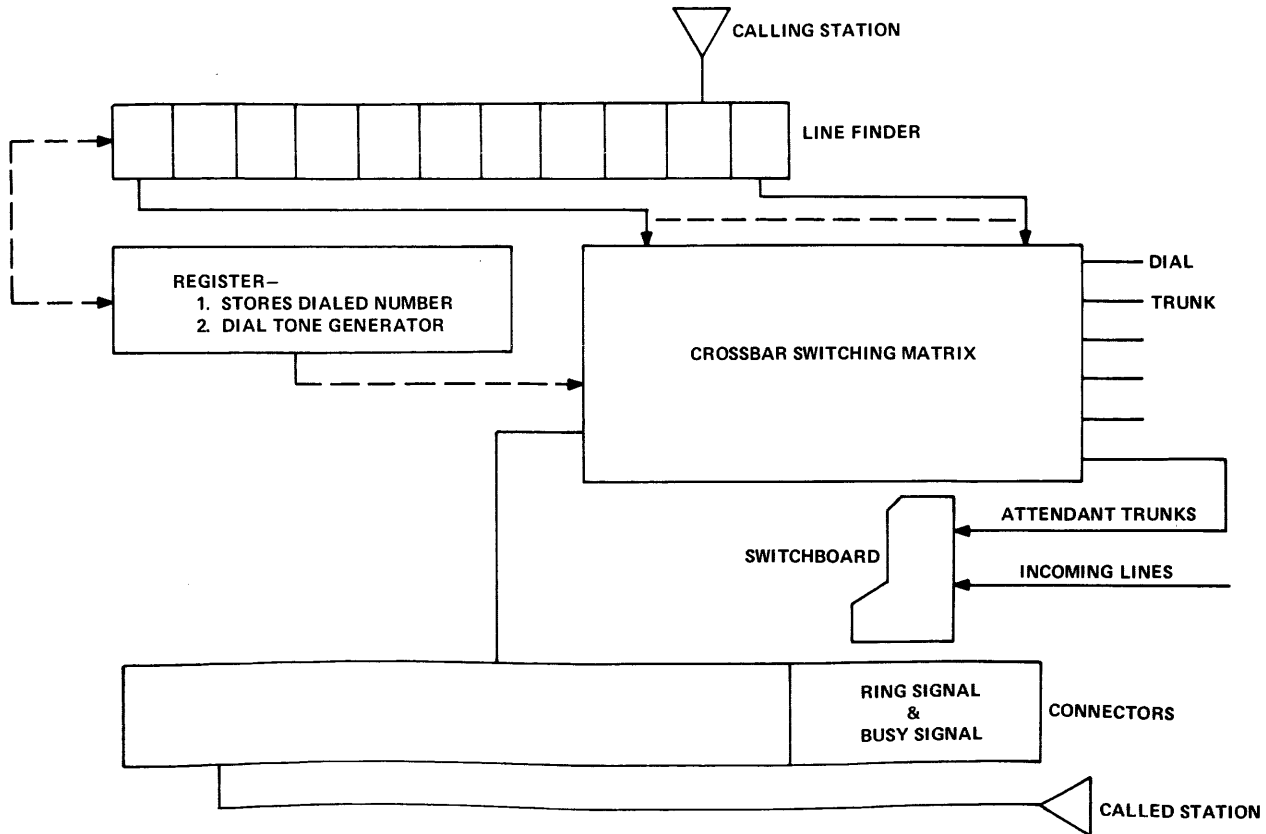 CALLING STATION
LINE FINDER
REGISTER—
1. STORES DIALED NUMBER
2. DIAL TONE GENERATOR
CROSSBAR SWITCHING MATRIX
DIAL
TRUNK
ATTENDANT TRUNKS
SWITCHBOARD
INCOMING LINES
RING SIGNAL
&
BUSY SIGNAL
CONNECTORS
CALLED STATION